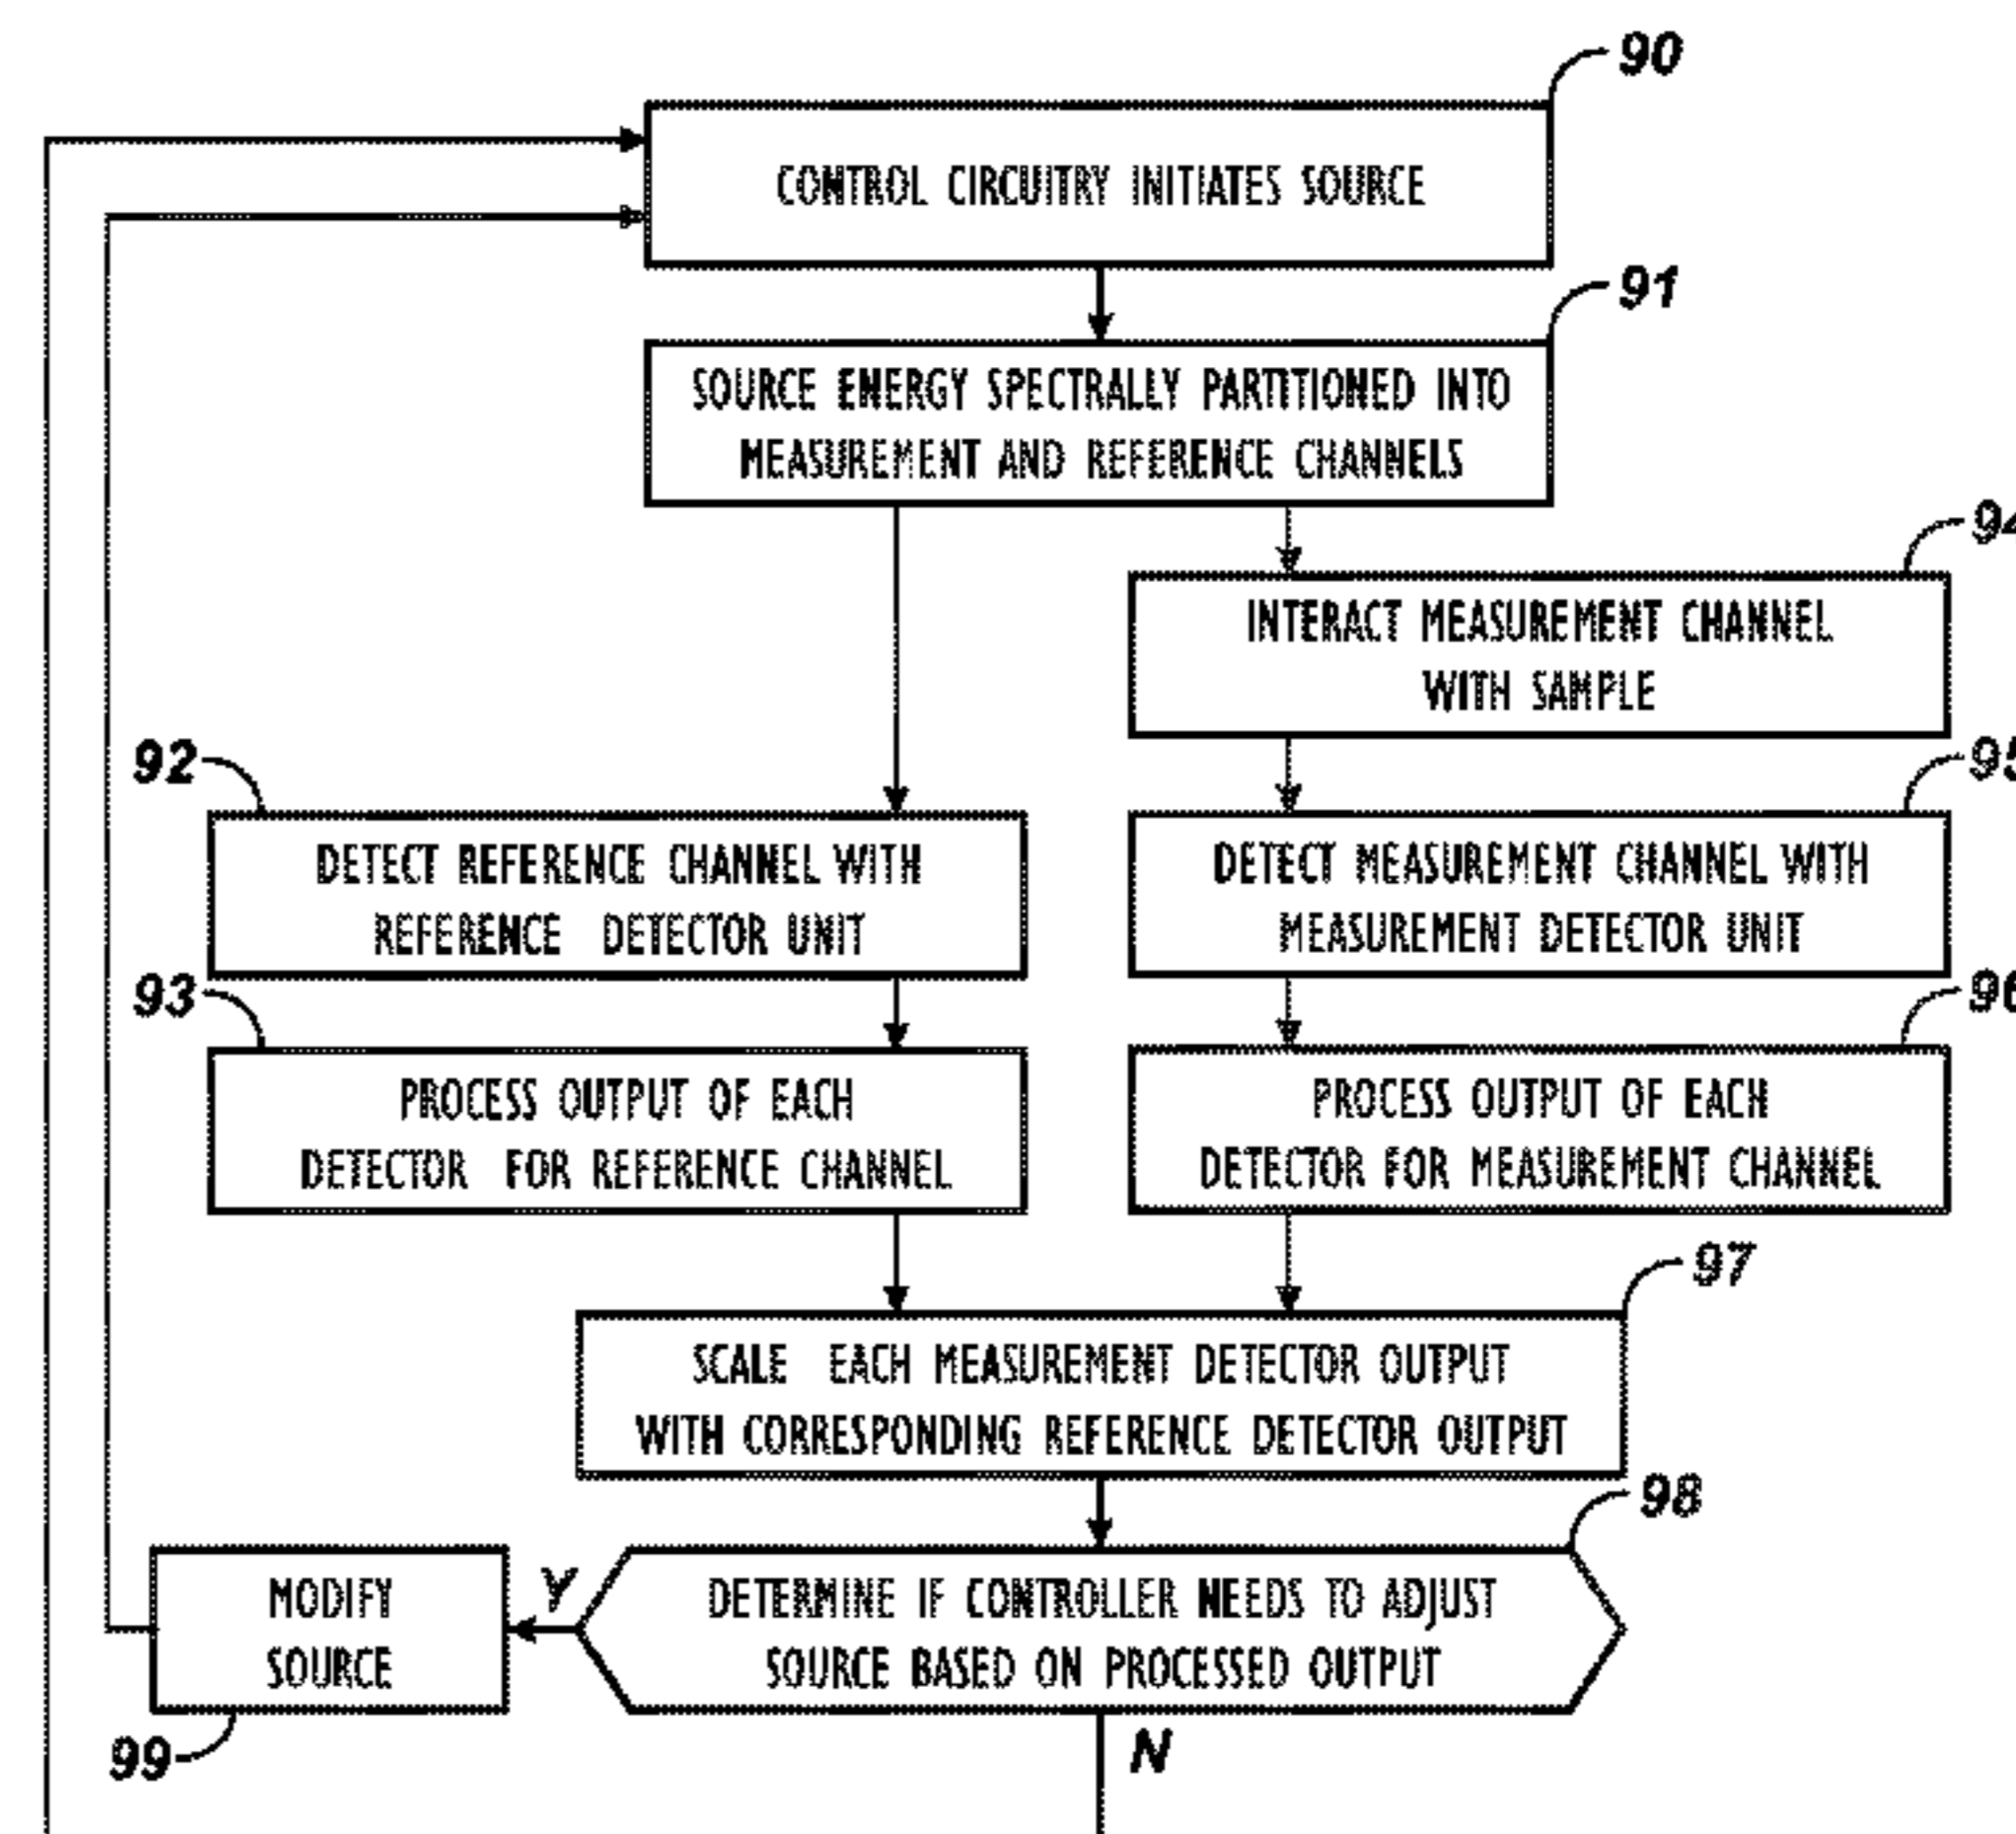 90
CONTROL CIRCUITRY INITIATES SOURCE
91
SOURCE ENERGY SPECTRALLY PARTITIONED INTO
MEASUREMENT AND REFERENCE CHANNELS
94
INTERACT MEASUREMENT CHANNEL
WITH SAMPLE
92
DETECT REFERENCE CHANNEL WITH
REFERENCE DETECTOR UNIT
95
DETECT MEASUREMENT CHANNEL WITH
MEASUREMENT DETECTOR UNIT
93
PROCESS OUTPUT OF EACH
DETECTOR FOR REFERENCE CHANNEL
96
PROCESS OUTPUT OF EACH
DETECTOR FOR MEASUREMENT CHANNEL
97
SCALE EACH MEASUREMENT DETECTOR OUTPUT
WITH CORRESPONDING REFERENCE DETECTOR OUTPUT
98
DETERMINE IF CONTROLLER NEEDS TO ADJUST
SOURCE BASED ON PROCESSED OUTPUT
Y
MODIFY
SOURCE
99
N